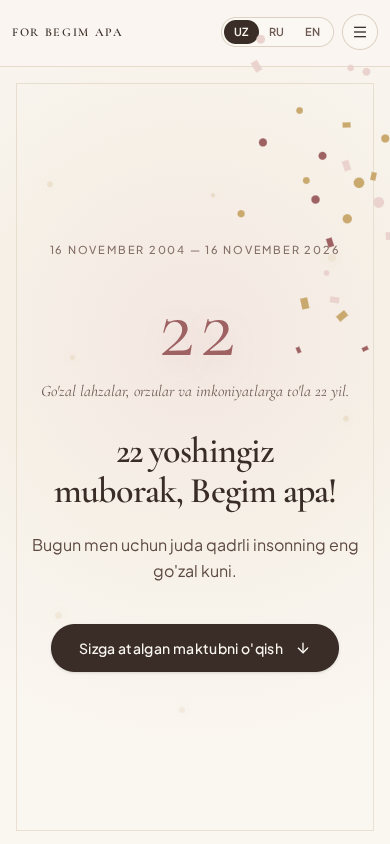 FOR BEGIM APA
UZ RU EN
16 NOVEMBER 2004 — 16 NOVEMBER 2026
22
Go'zal lahzalar, orzular va imkoniyatlarga to'la 22 yil.
22 yoshingiz
muborak, Begim apa!
Bugun men uchun juda qadrli insonning eng
go'zal kuni.
Sizga atalgan maktubni o'qish ↓